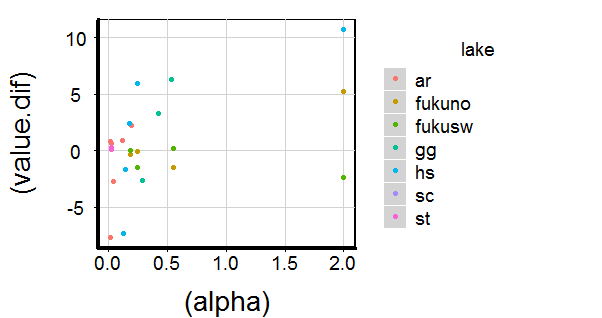 (value.dif)
10
5
0
-5
0.0 0.5 1.0 1.5 2.0
(alpha)
lake
ar
fukuno
fukusw
gg
hs
sc
st